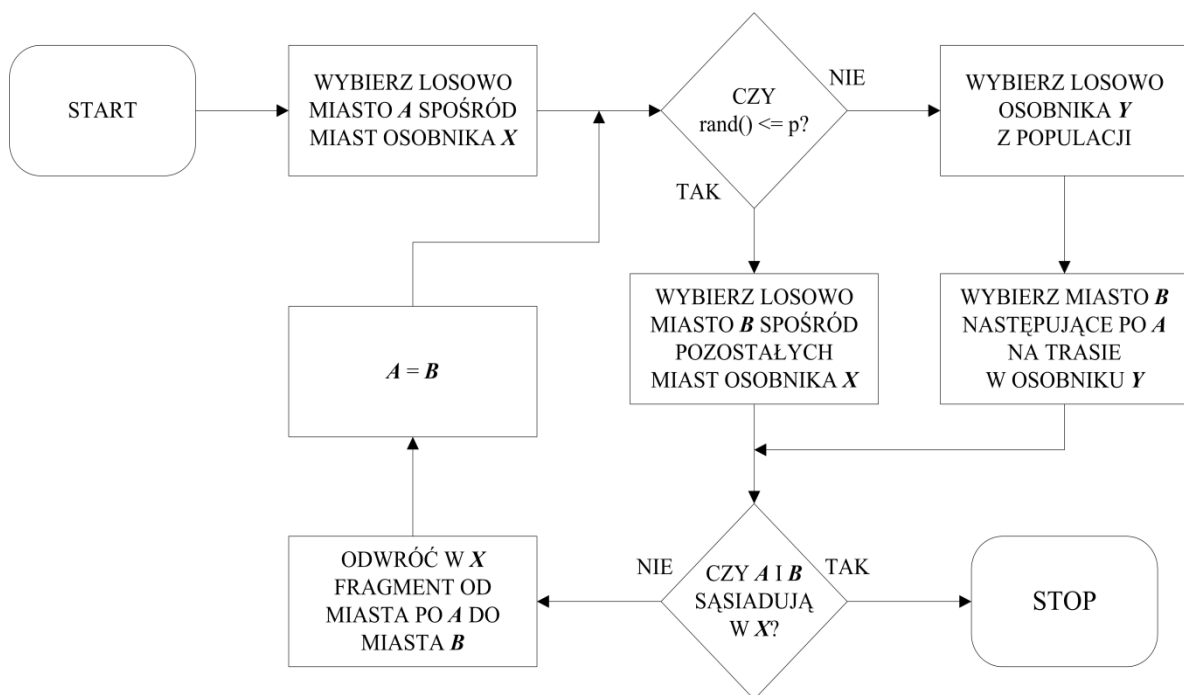 START
WYBIERZ LOSOWO
MIASTO A SPOŚRÓD
MIAST OSOBNIKA X
CZY
rand() <= p?
NIE
TAK
WYBIERZ LOSOWO
OSOBNIKA Y
Z POPULACJI
WYBIERZ LOSOWO
MIASTO B SPOŚRÓD
POZOSTAŁYCH
MIAST OSOBNIKA X
WYBIERZ MIASTO B
NASTĘPUJĄCE PO A
NA TRASIE
W OSOBNIKU Y
A = B
ODWRÓĆ W X
FRAGMENT OD
MIASTA PO A DO
MIASTA B
NIE
CZY A I B
SĄSIADUJĄ
W X?
TAK
STOP